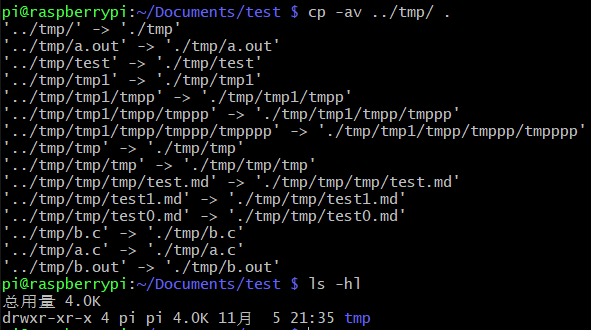 pi@raspberrypi:~/Documents/test $ cp -av ../tmp/ .
'../tmp/' -> './tmp'
'../tmp/a.out' -> './tmp/a.out'
'../tmp/test' -> './tmp/test'
'../tmp/tmp1' -> './tmp/tmp1'
'../tmp/tmp1/tmpp' -> './tmp/tmp1/tmpp'
'../tmp/tmp1/tmpp/tmppp' -> './tmp/tmp1/tmpp/tmppp'
'../tmp/tmp1/tmpp/tmppp/tmpppp' -> './tmp/tmp1/tmpp/tmppp/tmpppp'
'../tmp/tmp' -> './tmp/tmp'
'../tmp/tmp/tmp' -> './tmp/tmp/tmp'
'../tmp/tmp/tmp/test.md' -> './tmp/tmp/tmp/test.md'
'../tmp/tmp/test1.md' -> './tmp/tmp/test1.md'
'../tmp/tmp/test0.md' -> './tmp/tmp/test0.md'
'../tmp/b.c' -> './tmp/b.c'
'../tmp/a.c' -> './tmp/a.c'
'../tmp/b.out' -> './tmp/b.out'
pi@raspberrypi:~/Documents/test $ ls -hl
总用量 4.0K
drwxr-xr-x 4 pi pi 4.0K 11月  5 21:35 tmp